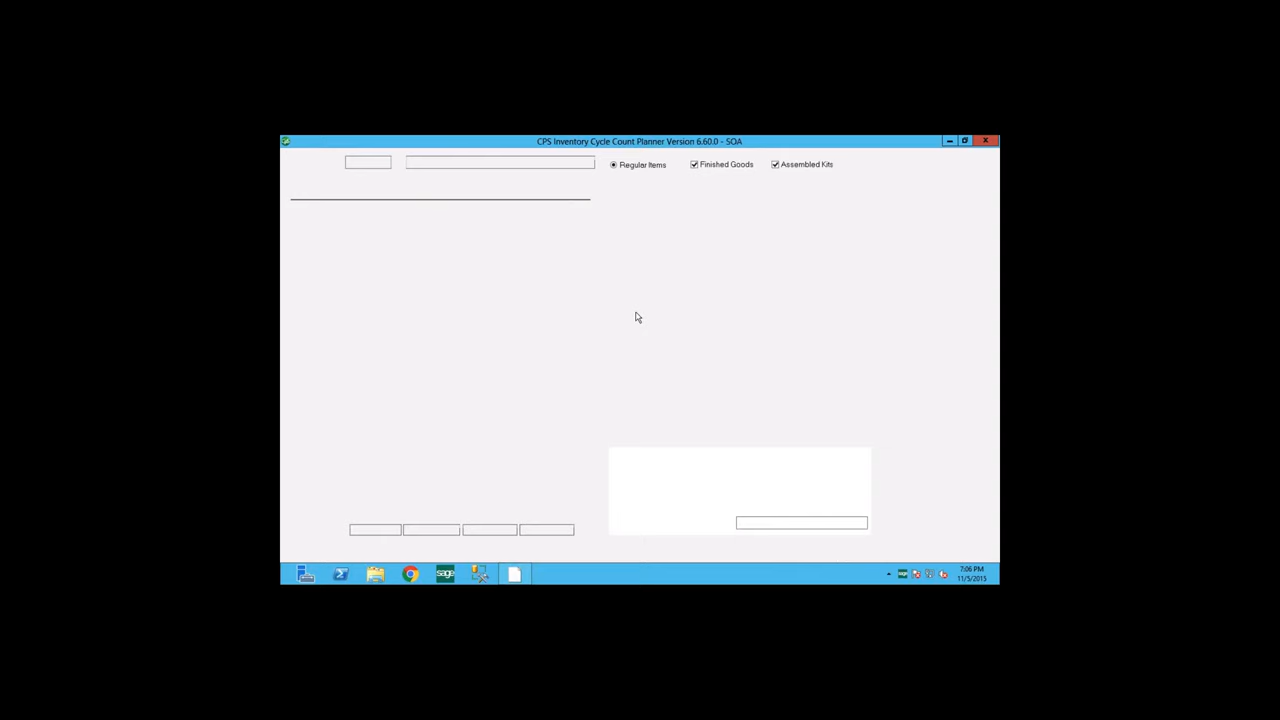 CPS Inventory Cycle Count Planner Version 6.60.0 - SOA
Regular Items
Finished Goods
Assembled Kits
sage
7:06 PM
11/5/2015